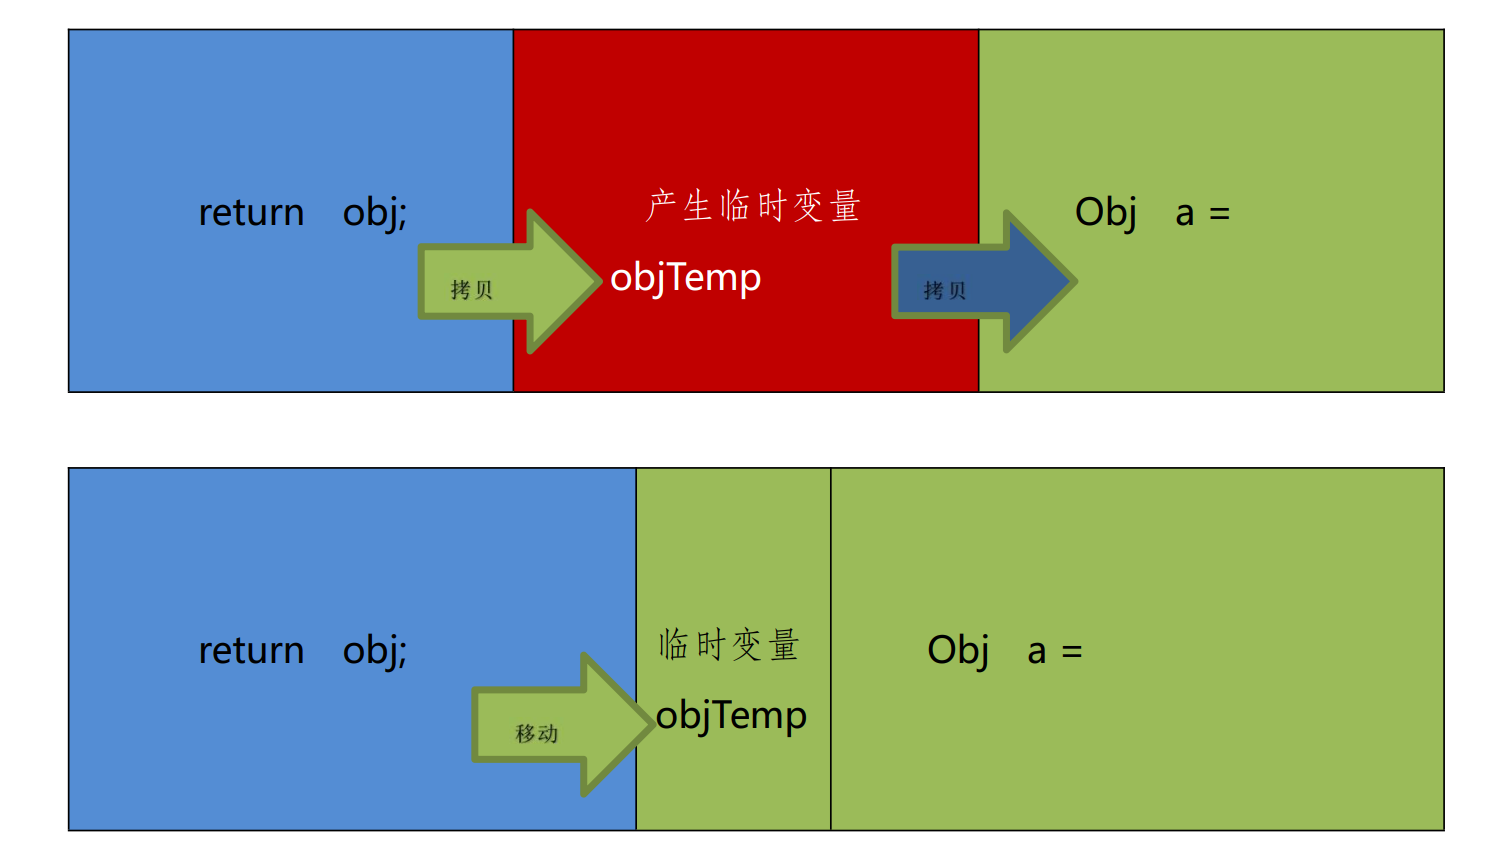 return obj;
产生临时变量
Obj a =
拷贝
objTemp
拷贝
return obj;
临时变量
Obj a =
移动
objTemp